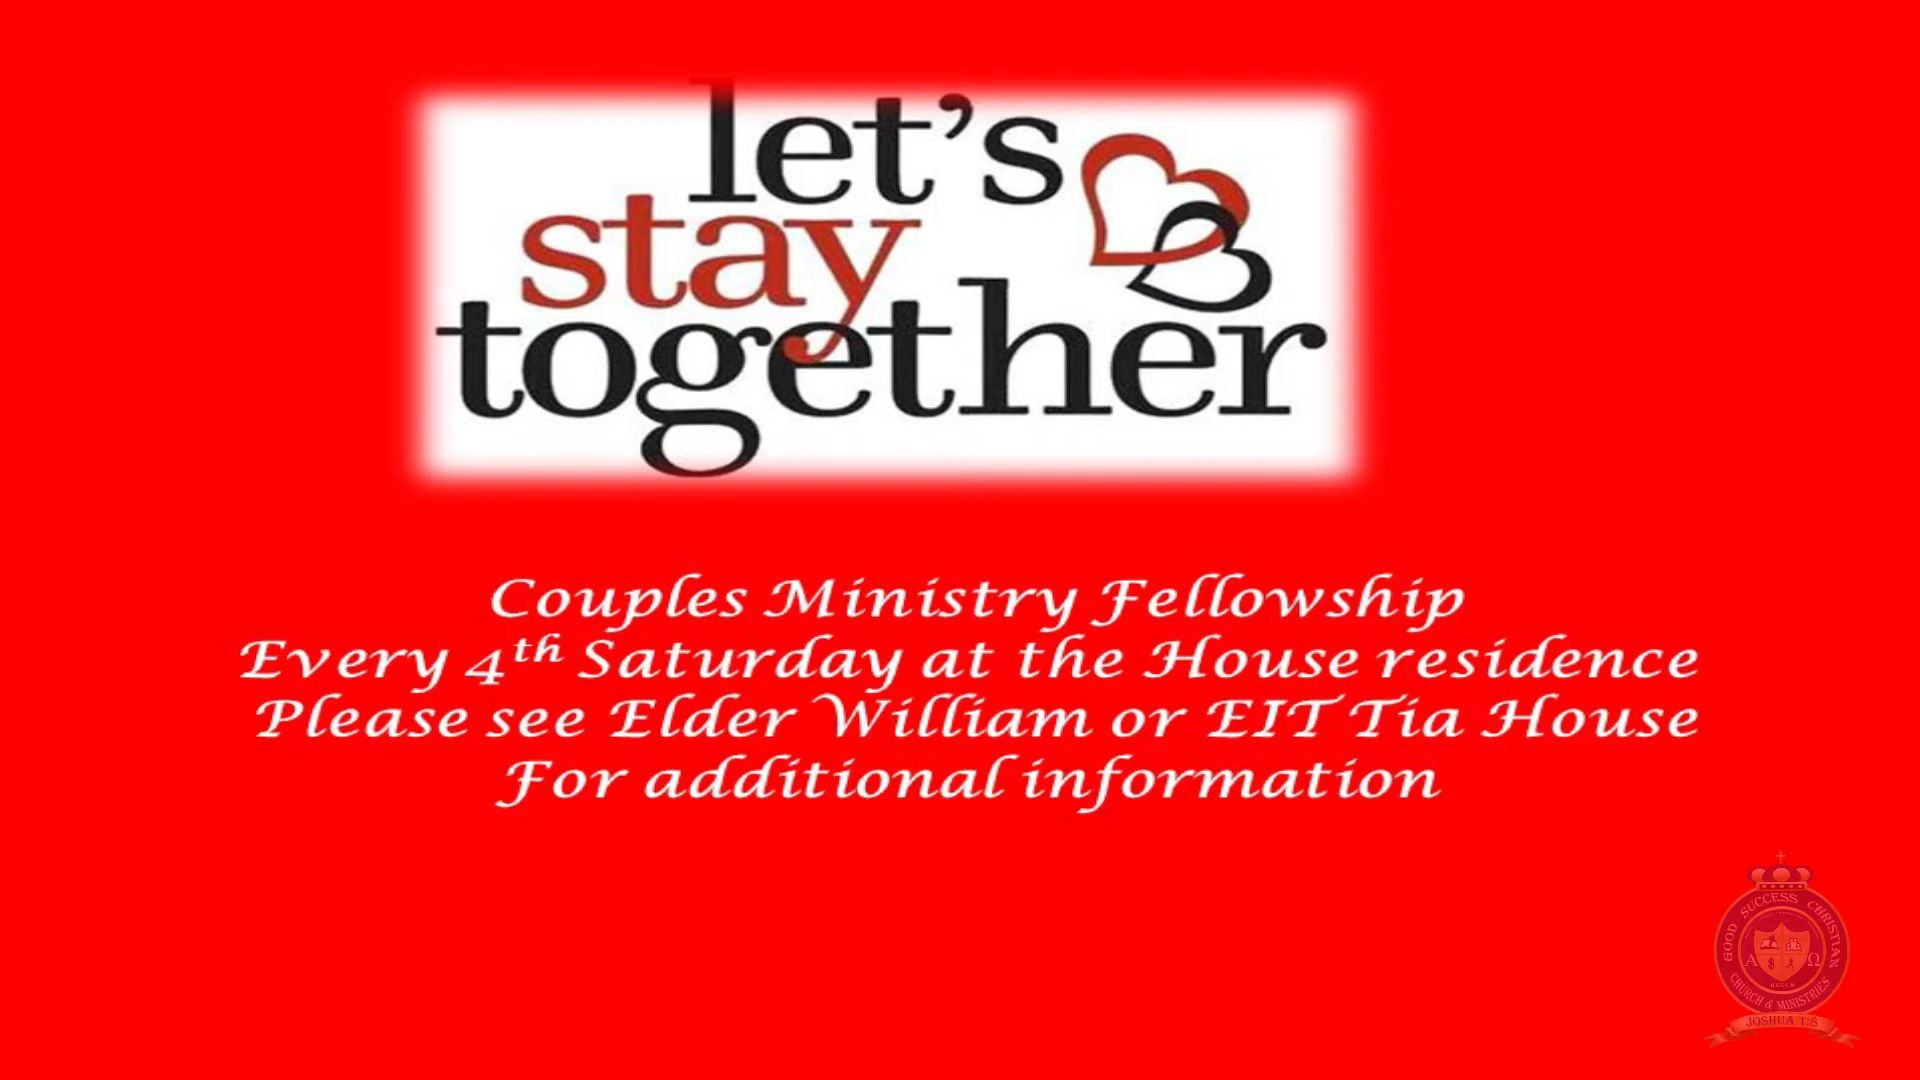 let's
stay
together
Couples Ministry Fellowship
Every 4th Saturday at the House residence
Please see Elder William or EIT Tia House
For additional information
GOOD SUCCESS CHRISTIAN
CHURCH & MINISTRIES
Α Ω
GSCCM
JOSHUA 1:8